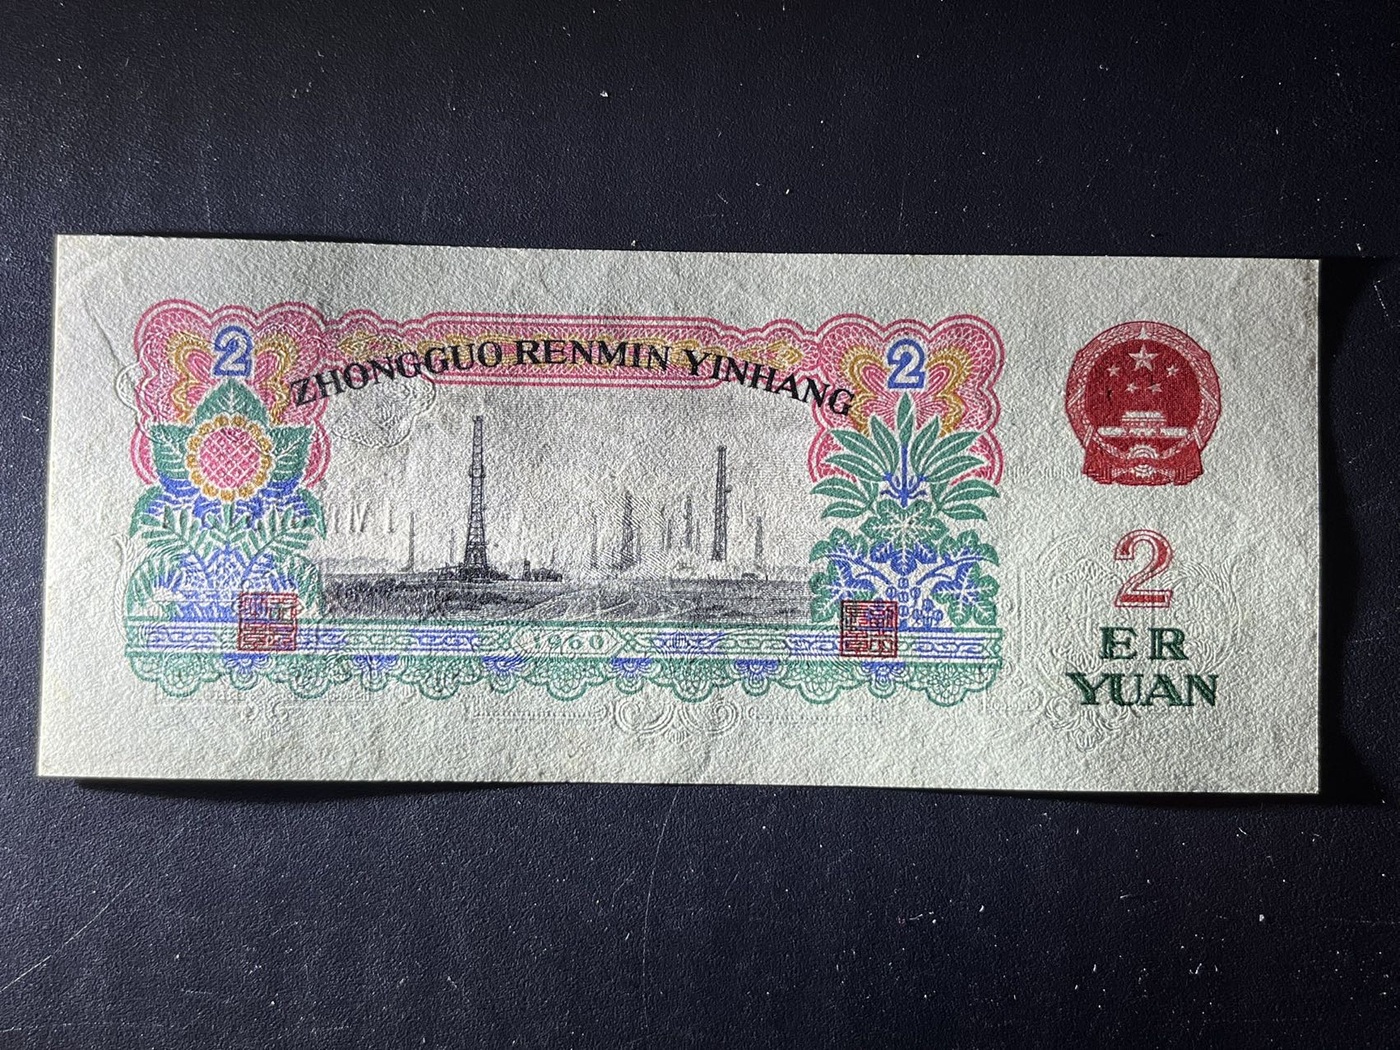 2
2
ZHONGGUO RENMIN YINHANG
1960
2
ER
YUAN